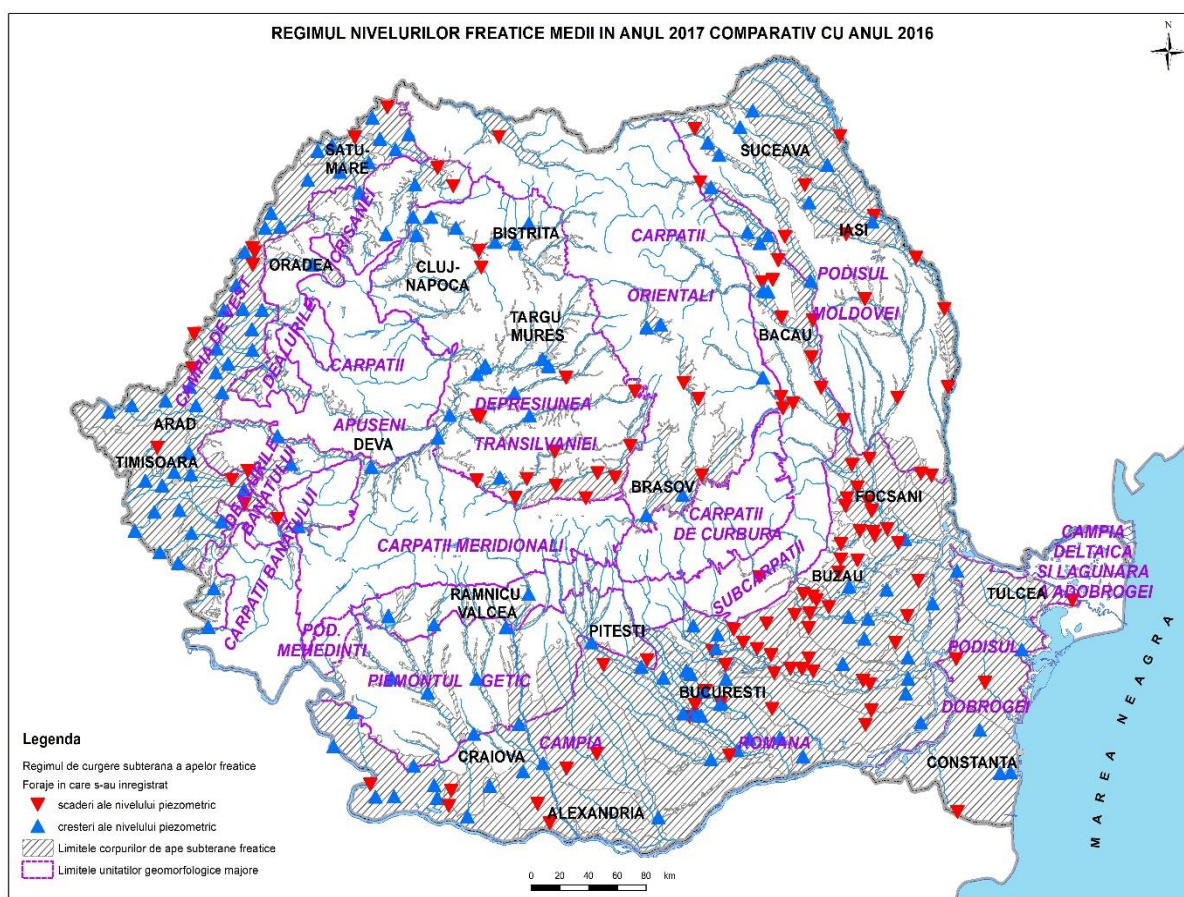 REGIMUL NIVELURILOR FREATICE MEDII IN ANUL 2017 COMPARATIV CU ANUL 2016
N
SATU-
MARE
SUCEAVA
IASI
BISTRITA
CARPATII
ORIENTALI
CRISANEI
ORADEA
CLUJ-
NAPOCA
PODISUL
MOLDOVEI
TARGU
MURES
BACAU
CAMPIA DE VEST
DEALURILE
CARPATII
APUSENI
DEPRESIUNEA
TRANSILVANIEI
ARAD
DEVA
TIMISOARA
DEALURILE
BANATULUI
BRASOV
FOCSANI
CARPATII
DE CURBURA
CARPATII MERIDIONALI
CARPATII BANATULUI
SUBCARPATII
BUZAU
CAMPIA
DELTAICA
SI LAGUNARA
A DOBROGEI
TULCEA
RAMNICU
VALCEA
PITESTI
POD.
MEHEDINTI
PIEMONTUL GETIC
BUCURESTI
PODISUL
DOBROGEI
CRAIOVA
CAMPIA ROMANA
CONSTANTA
ALEXANDRIA
MAREA NEAGRA
Legenda
Regimul de curgere subterana a apelor freatice
Foraje in care s-au inregistrat
scaderi ale nivelului piezometric
cresteri ale nivelului piezometric
Limitele corpurilor de ape subterane freatice
Limitele unitatilor geomorfologice majore
0 20 40 60 80 km